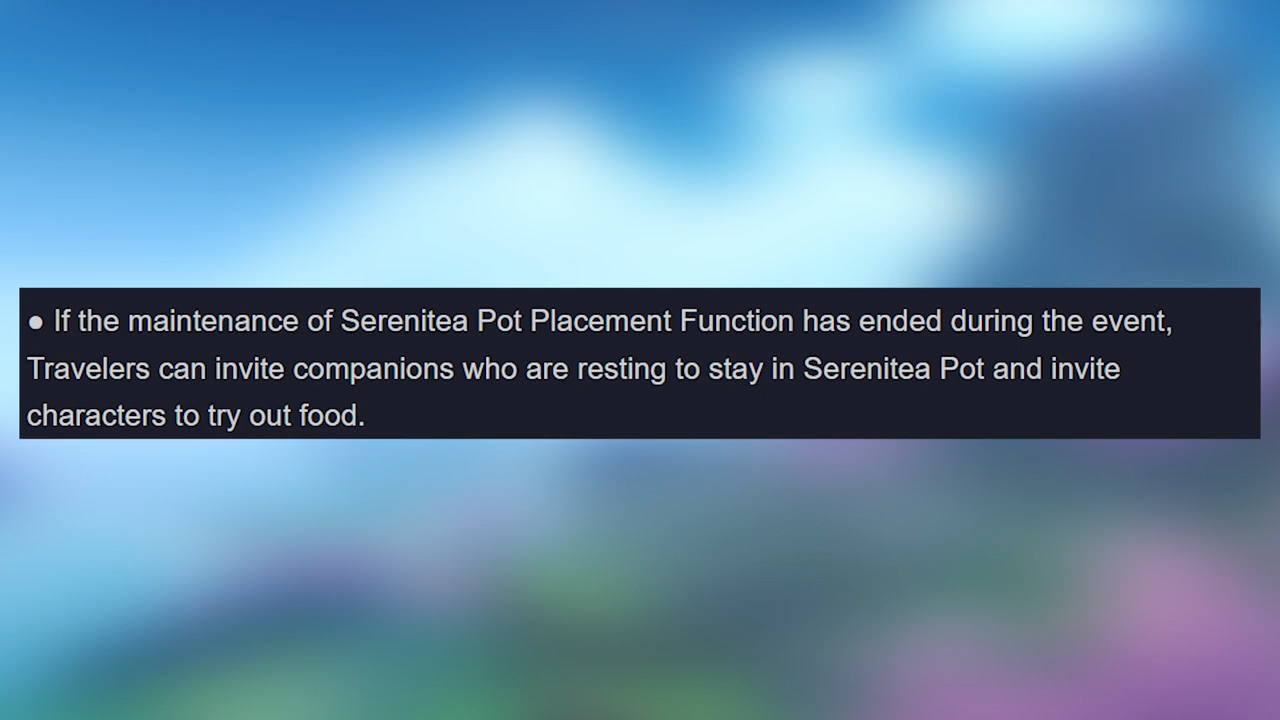 ● If the maintenance of Serenitea Pot Placement Function has ended during the event,
Travelers can invite companions who are resting to stay in Serenitea Pot and invite
characters to try out food.